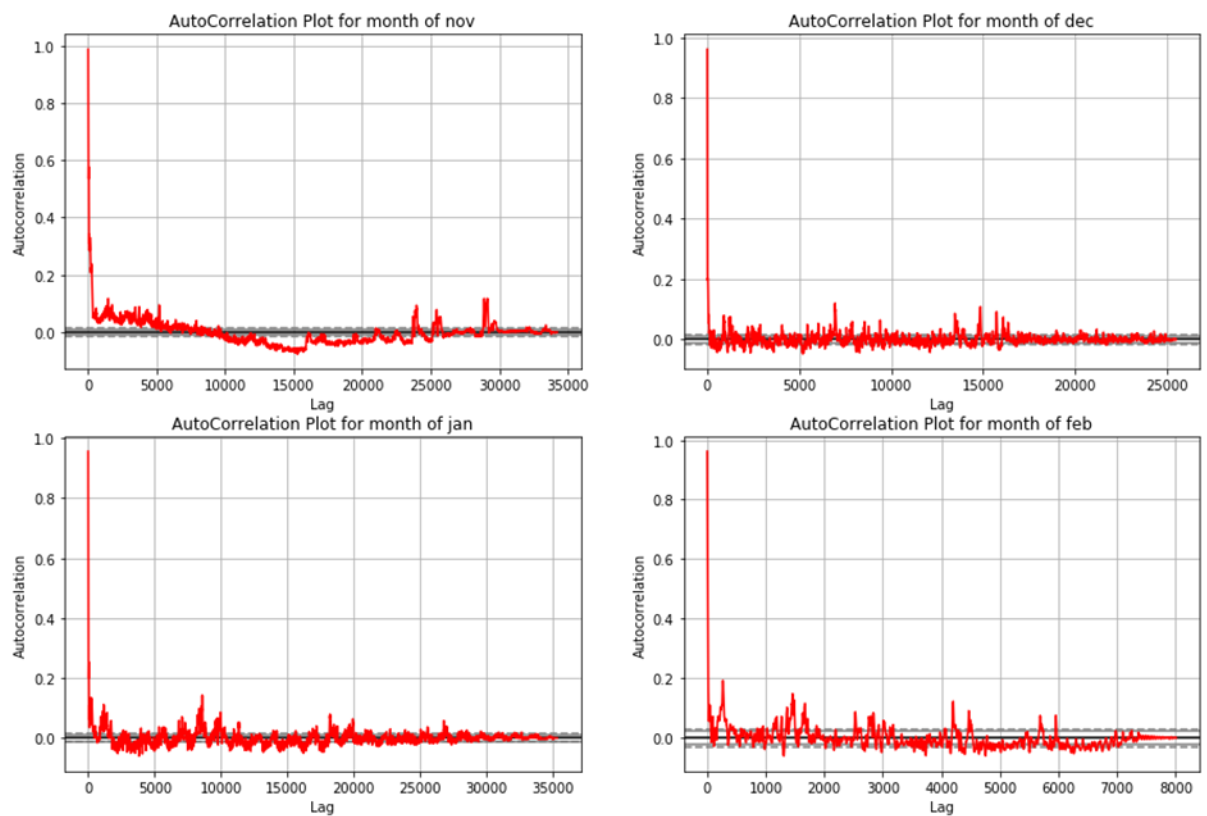 AutoCorrelation Plot for month of nov
1.0
0.8
0.6
0.4
0.2
0.0
Autocorrelation
0 5000 10000 15000 20000 25000 30000 35000
Lag
AutoCorrelation Plot for month of dec
1.0
0.8
0.6
0.4
0.2
0.0
Autocorrelation
0 5000 10000 15000 20000 25000
Lag
AutoCorrelation Plot for month of jan
1.0
0.8
0.6
0.4
0.2
0.0
Autocorrelation
0 5000 10000 15000 20000 25000 30000 35000
Lag
AutoCorrelation Plot for month of feb
1.0
0.8
0.6
0.4
0.2
0.0
Autocorrelation
0 1000 2000 3000 4000 5000 6000 7000 8000
Lag